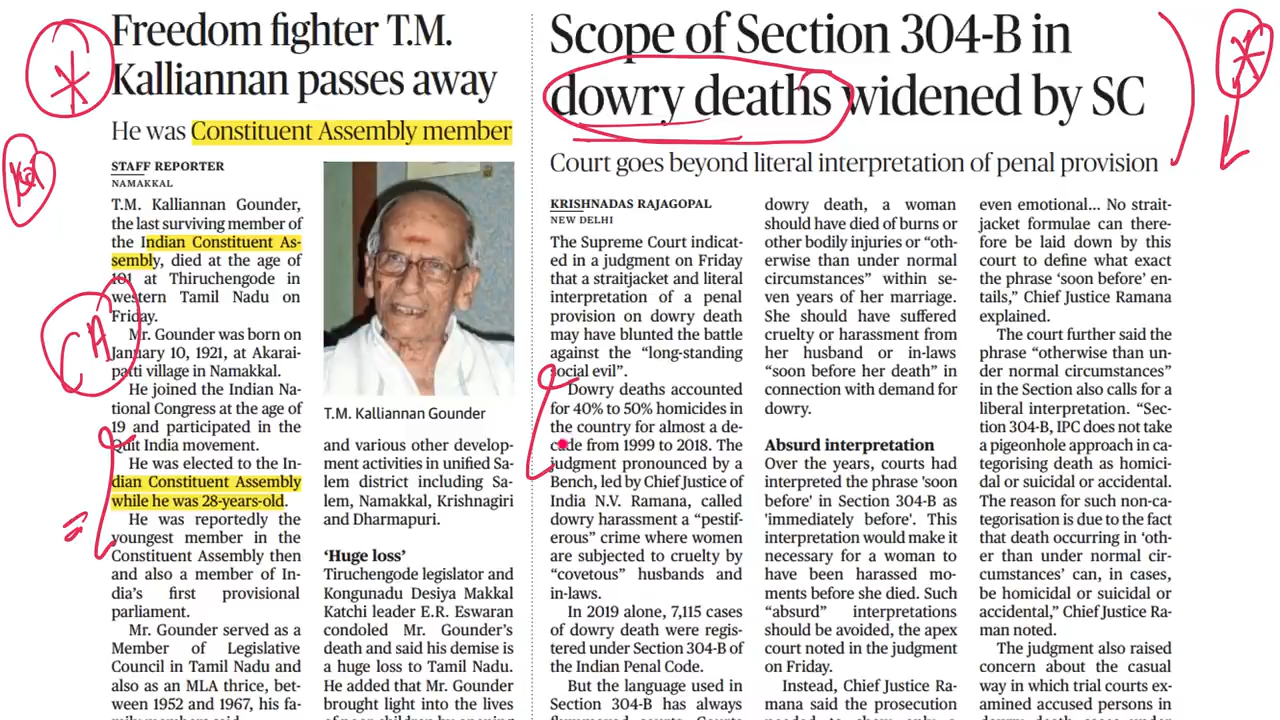 Freedom fighter T.M.
Kalliannan passes away
He was Constituent Assembly member
STAFF REPORTER
NAMAKKAL
T.M. Kalliannan Gounder,
the last surviving member of
the Indian Constituent As-
sembly, died at the age of
101 at Thiruchengode in
western Tamil Nadu on
Friday.
Mr. Gounder was born on
January 10, 1921, at Akarai-
patti village in Namakkal.
He joined the Indian Na-
tional Congress at the age of
19 and participated in the
Quit India movement.
He was elected to the In-
dian Constituent Assembly
while he was 28-years-old.
He was reportedly the
youngest member in the
Constituent Assembly then
and also a member of In-
dia's first provisional
parliament.
Mr. Gounder served as a
Member of Legislative
Council in Tamil Nadu and
also as an MLA thrice, bet-
ween 1952 and 1967, his fa-
CA
T.M. Kalliannan Gounder
and various other develop-
ment activities in unified Sa-
lem district including Sa-
lem, Namakkal, Krishnagiri
and Dharmapuri.
'Huge loss'
Tiruchengode legislator and
Kongunadu Desiya Makkal
Katchi leader E.R. Eswaran
condoled Mr. Gounder's
death and said his demise is
a huge loss to Tamil Nadu.
He added that Mr. Gounder
brought light into the lives
Scope of Section 304-B in
dowry deaths widened by SC
Court goes beyond literal interpretation of penal provision
KRISHNADAS RAJAGOPAL
NEW DELHI
The Supreme Court indicat-
ed in a judgment on Friday
that a straitjacket and literal
interpretation of a penal
provision on dowry death
may have blunted the battle
against the “long-standing
social evil”.
Dowry deaths accounted
for 40% to 50% homicides in
the country for almost a de-
cade from 1999 to 2018. The
judgment pronounced by a
Bench, led by Chief Justice of
India N.V. Ramana, called
dowry harassment a “pestif-
erous” crime where women
are subjected to cruelty by
“covetous” husbands and
in-laws.
In 2019 alone, 7,115 cases
of dowry death were regis-
tered under Section 304-B of
the Indian Penal Code.
But the language used in
Section 304-B has always
dowry death, a woman
should have died of burns or
other bodily injuries or “oth-
erwise than under normal
circumstances” within se-
ven years of her marriage.
She should have suffered
cruelty or harassment from
her husband or in-laws
“soon before her death” in
connection with demand for
dowry.
Absurd interpretation
Over the years, courts had
interpreted the phrase 'soon
before' in Section 304-B as
'immediately before'. This
interpretation would make it
necessary for a woman to
have been harassed mo-
ments before she died. Such
“absurd” interpretations
should be avoided, the apex
court noted in the judgment
on Friday.
Instead, Chief Justice Ra-
mana said the prosecution
even emotional... No strait-
jacket formulae can there-
fore be laid down by this
court to define what exact
the phrase 'soon before' en-
tails,” Chief Justice Ramana
explained.
The court further said the
phrase “otherwise than un-
der normal circumstances”
in the Section also calls for a
liberal interpretation. “Sec-
tion 304-B, IPC does not take
a pigeonhole approach in ca-
tegorising death as homici-
dal or suicidal or accidental.
The reason for such non-ca-
tegorisation is due to the fact
that death occurring in 'oth-
er than under normal cir-
cumstances' can, in cases,
be homicidal or suicidal or
accidental,” Chief Justice Ra-
man noted.
The judgment also raised
concern about the casual
way in which trial courts ex-
amined accused persons in